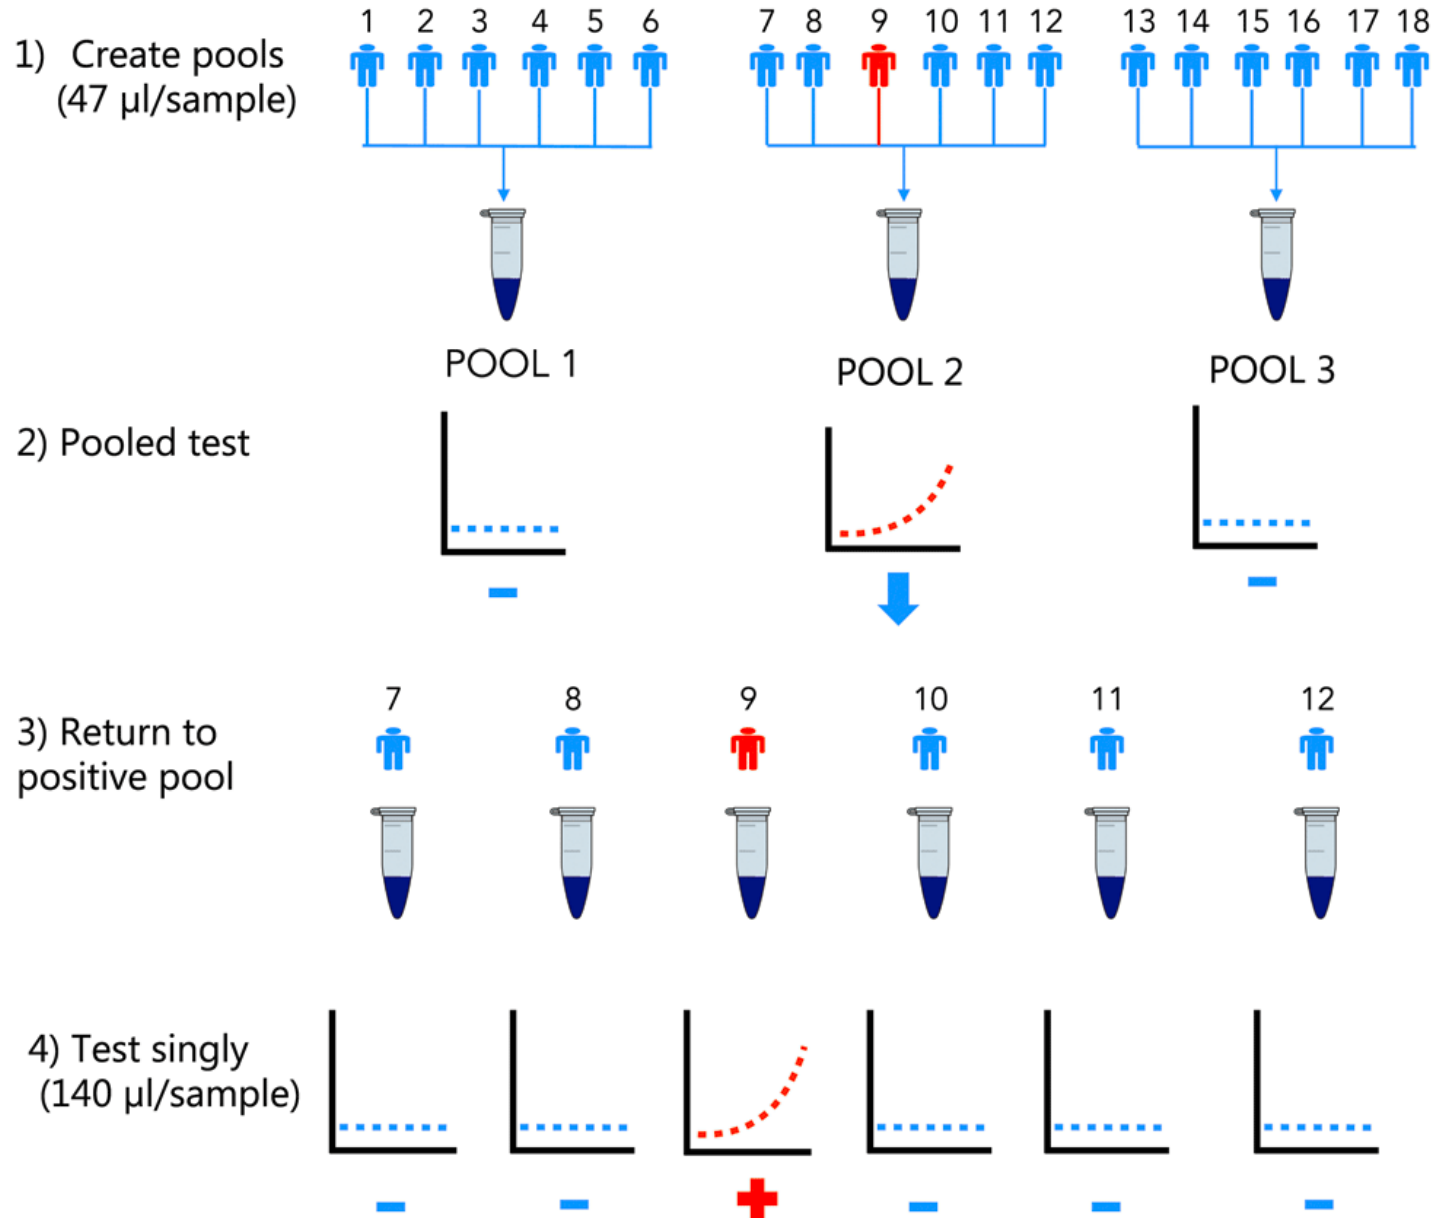 1 2 3 4 5 6 7 8 9 10 11 12 13 14 15 16 17 18
1) Create pools
(47 µl/sample)
POOL 1 POOL 2 POOL 3
2) Pooled test
7 8 9 10 11 12
3) Return to
positive pool
4) Test singly
(140 µl/sample)